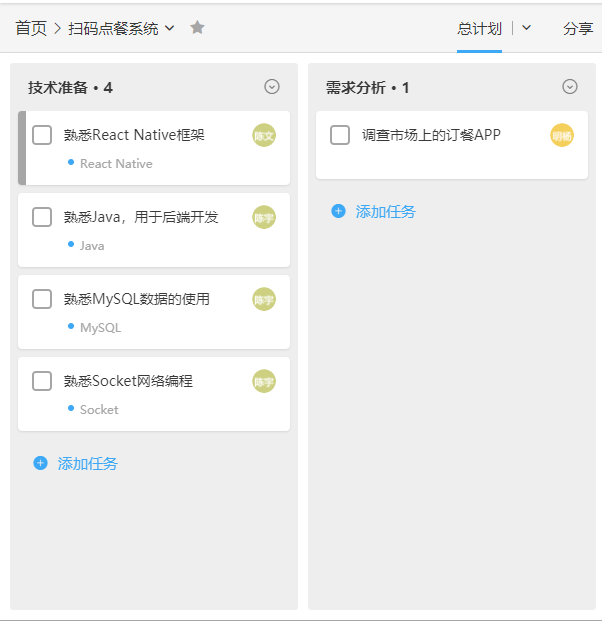 首页 > 扫码点餐系统
总计划
分享
技术准备 • 4
熟悉React Native框架
陈文
React Native
熟悉Java，用于后端开发
陈宇
Java
熟悉MySQL数据的使用
陈宇
MySQL
熟悉Socket网络编程
陈宇
Socket
添加任务
需求分析 • 1
调查市场上的订餐APP
明杨
添加任务